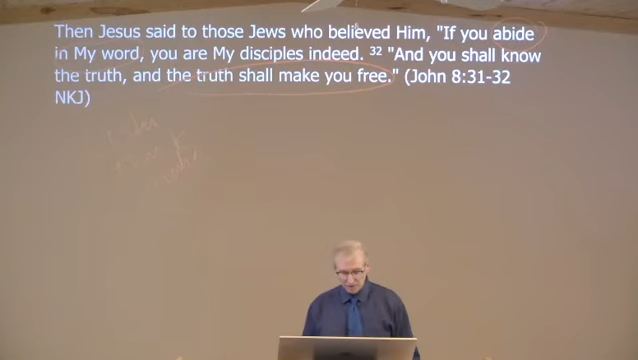 Then Jesus said to those Jews who believed Him, "If you abide
in My word, you are My disciples indeed. ³² "And you shall know
the truth, and the truth shall make you free." (John 8:31-32
NKJ)